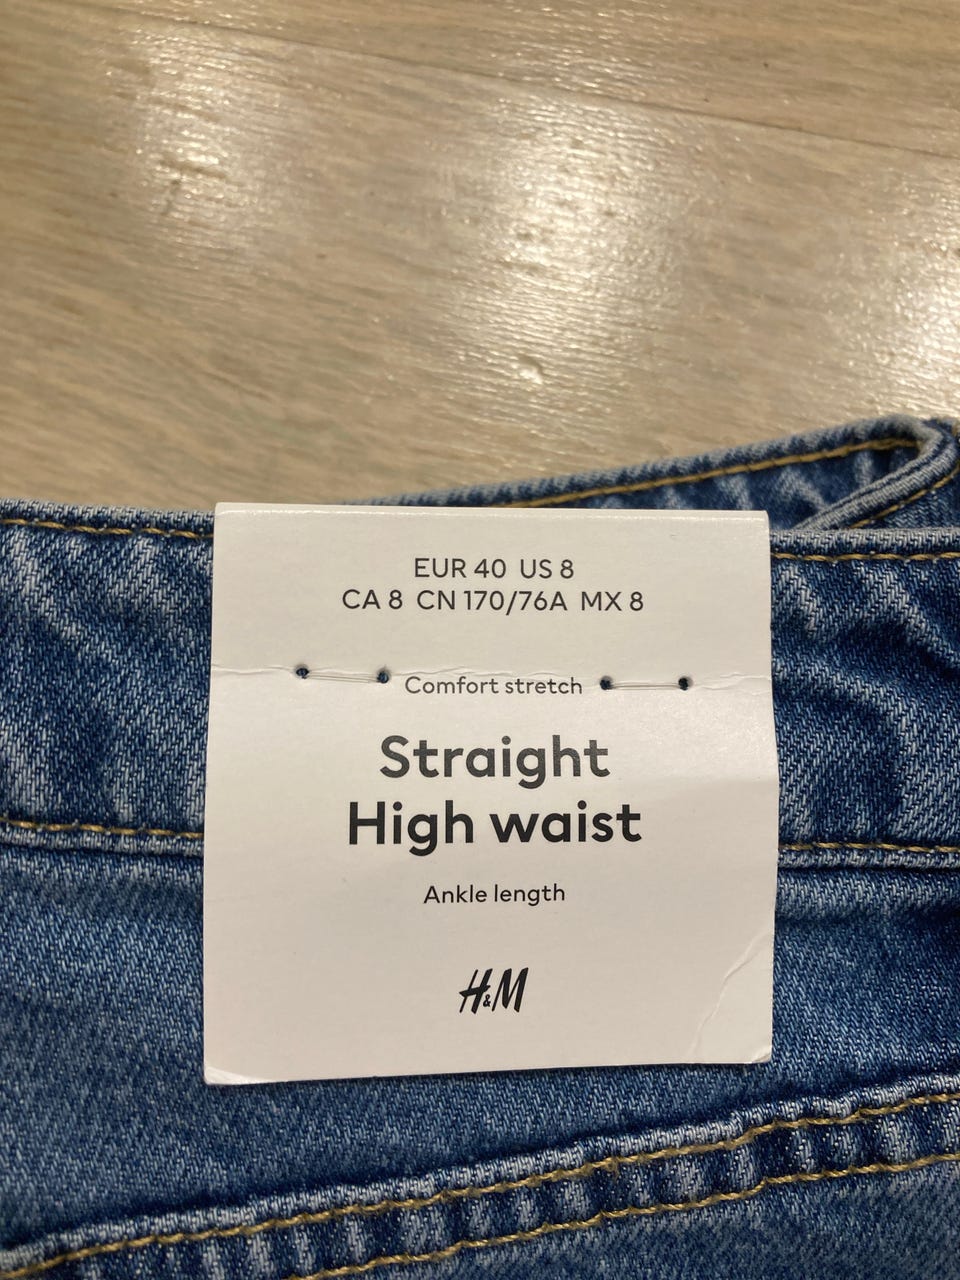 EUR 40 US 8
CA 8 CN 170/76A MX 8
Comfort stretch
Straight
High waist
Ankle length
H&M